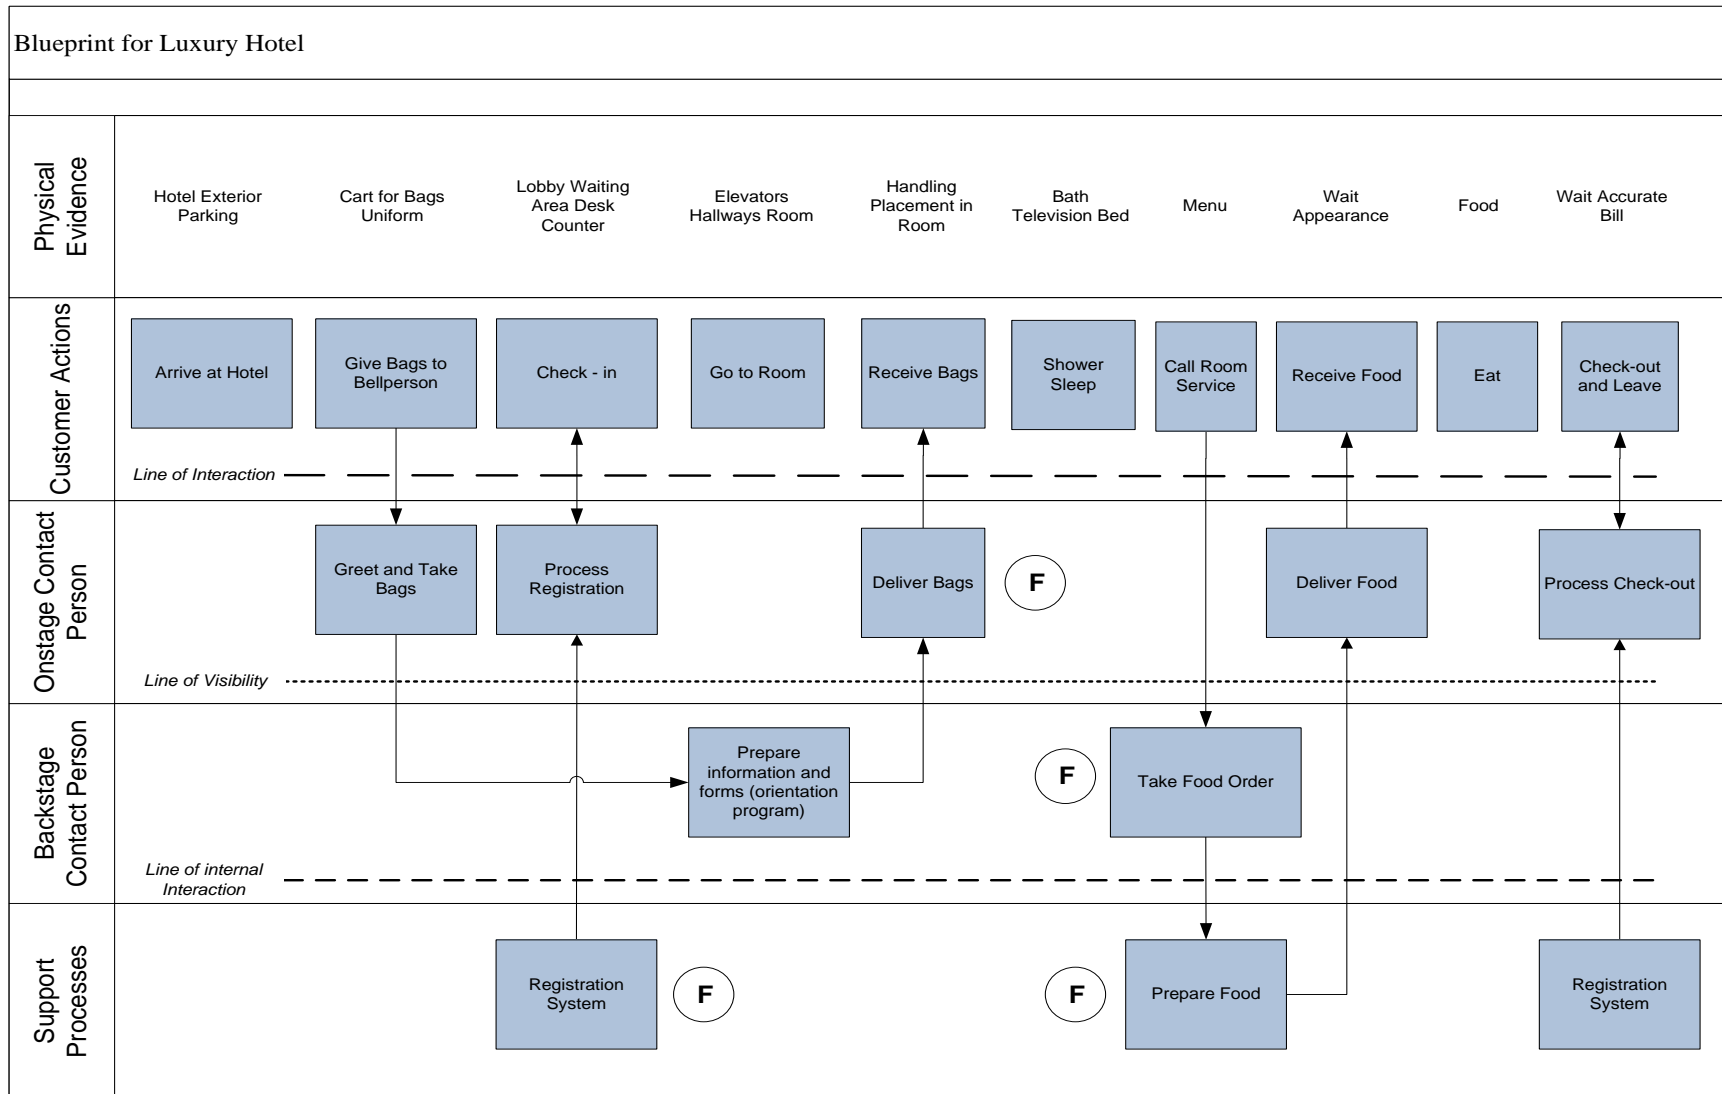 Blueprint for Luxury Hotel
Physical
Evidence
Hotel Exterior
Parking
Cart for Bags
Uniform
Lobby Waiting
Area Desk
Counter
Elevators
Hallways Room
Handling
Placement in
Room
Bath
Television Bed
Menu
Wait
Appearance
Food
Wait Accurate
Bill
Customer Actions
Arrive at Hotel
Give Bags to
Bellperson
Check - in
Go to Room
Receive Bags
Shower
Sleep
Call Room
Service
Receive Food
Eat
Check-out
and Leave
Line of Interaction
Onstage Contact
Person
Greet and Take
Bags
Process
Registration
Deliver Bags
F
Deliver Food
Process Check-out
Line of Visibility
Backstage
Contact Person
Prepare
information and
forms (orientation
program)
F
Take Food Order
Line of internal
Interaction
Support
Processes
Registration
System
F
F
Prepare Food
Registration
System